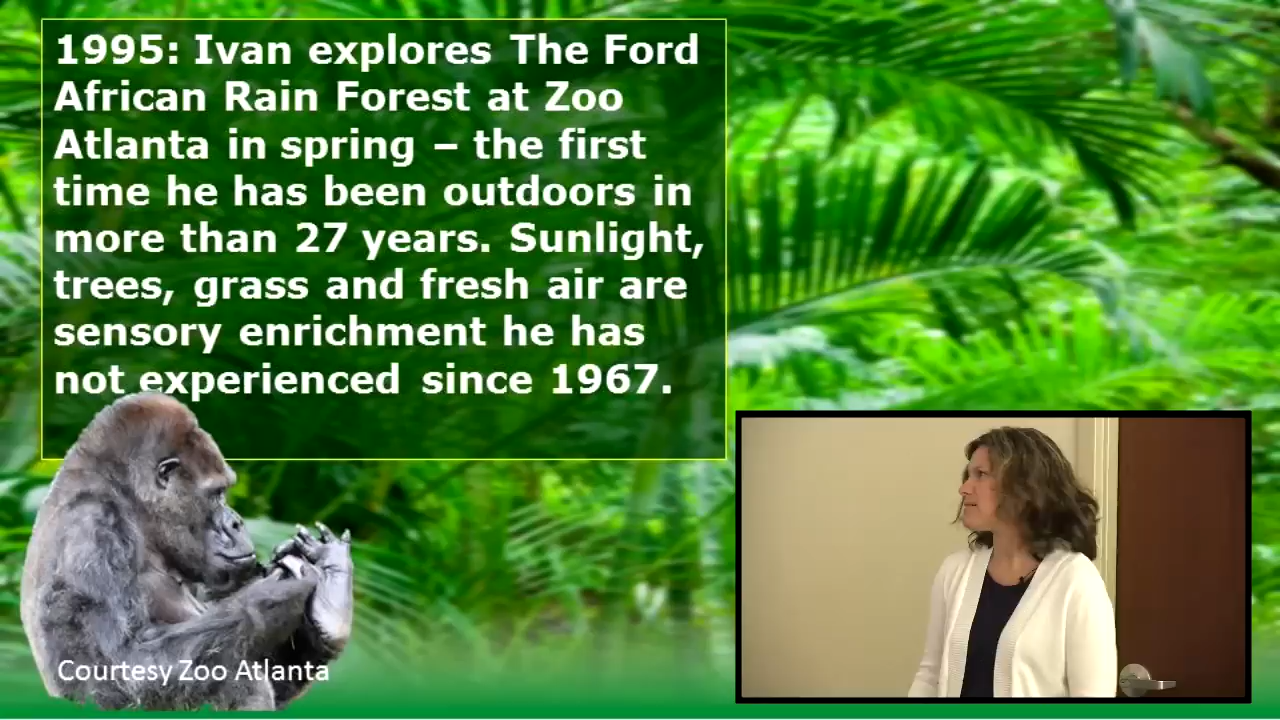 1995: Ivan explores The Ford
African Rain Forest at Zoo
Atlanta in spring – the first
time he has been outdoors in
more than 27 years. Sunlight,
trees, grass and fresh air are
sensory enrichment he has
not experienced since 1967.
Courtesy Zoo Atlanta